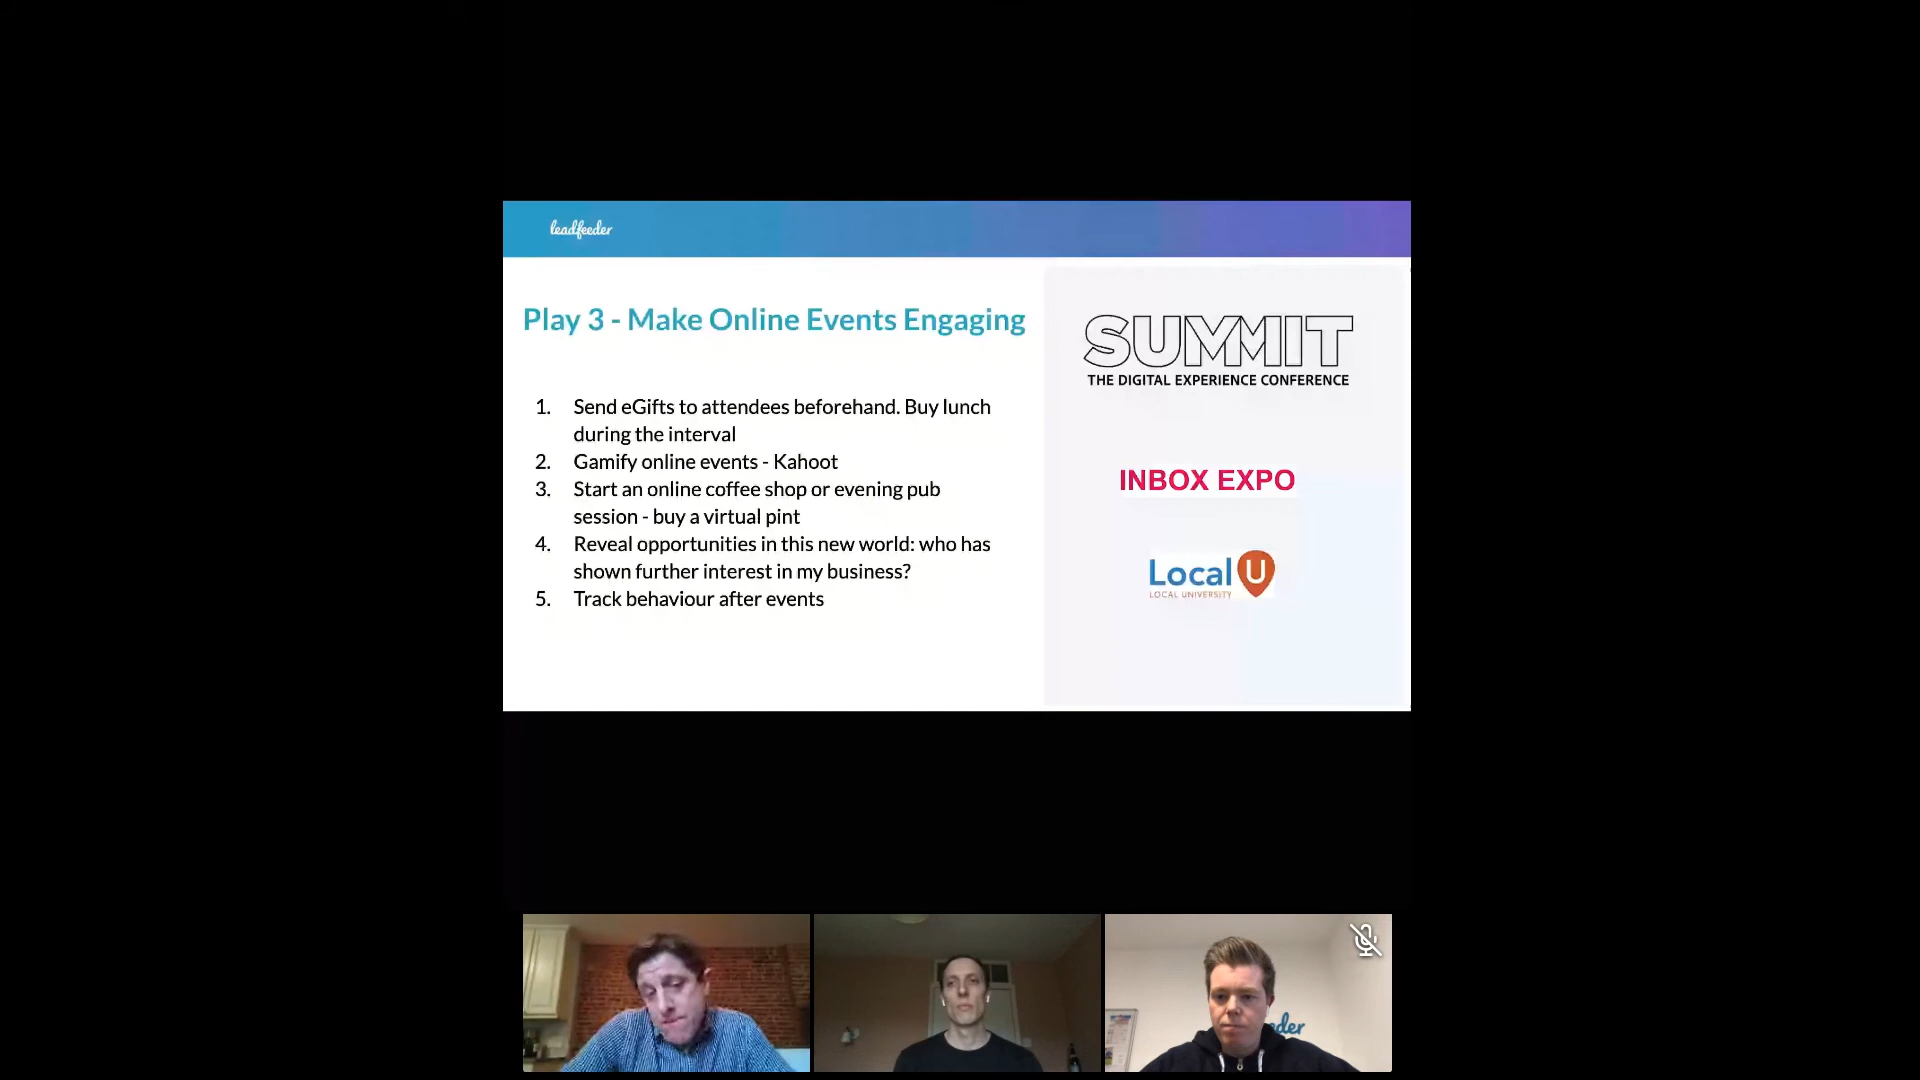 leadfeeder
Play 3 - Make Online Events Engaging
1. Send eGifts to attendees beforehand. Buy lunch
during the interval
2. Gamify online events - Kahoot
3. Start an online coffee shop or evening pub
session - buy a virtual pint
4. Reveal opportunities in this new world: who has
shown further interest in my business?
5. Track behaviour after events
SUMMIT
THE DIGITAL EXPERIENCE CONFERENCE
INBOX EXPO
Local U
LOCAL UNIVERSITY
eder